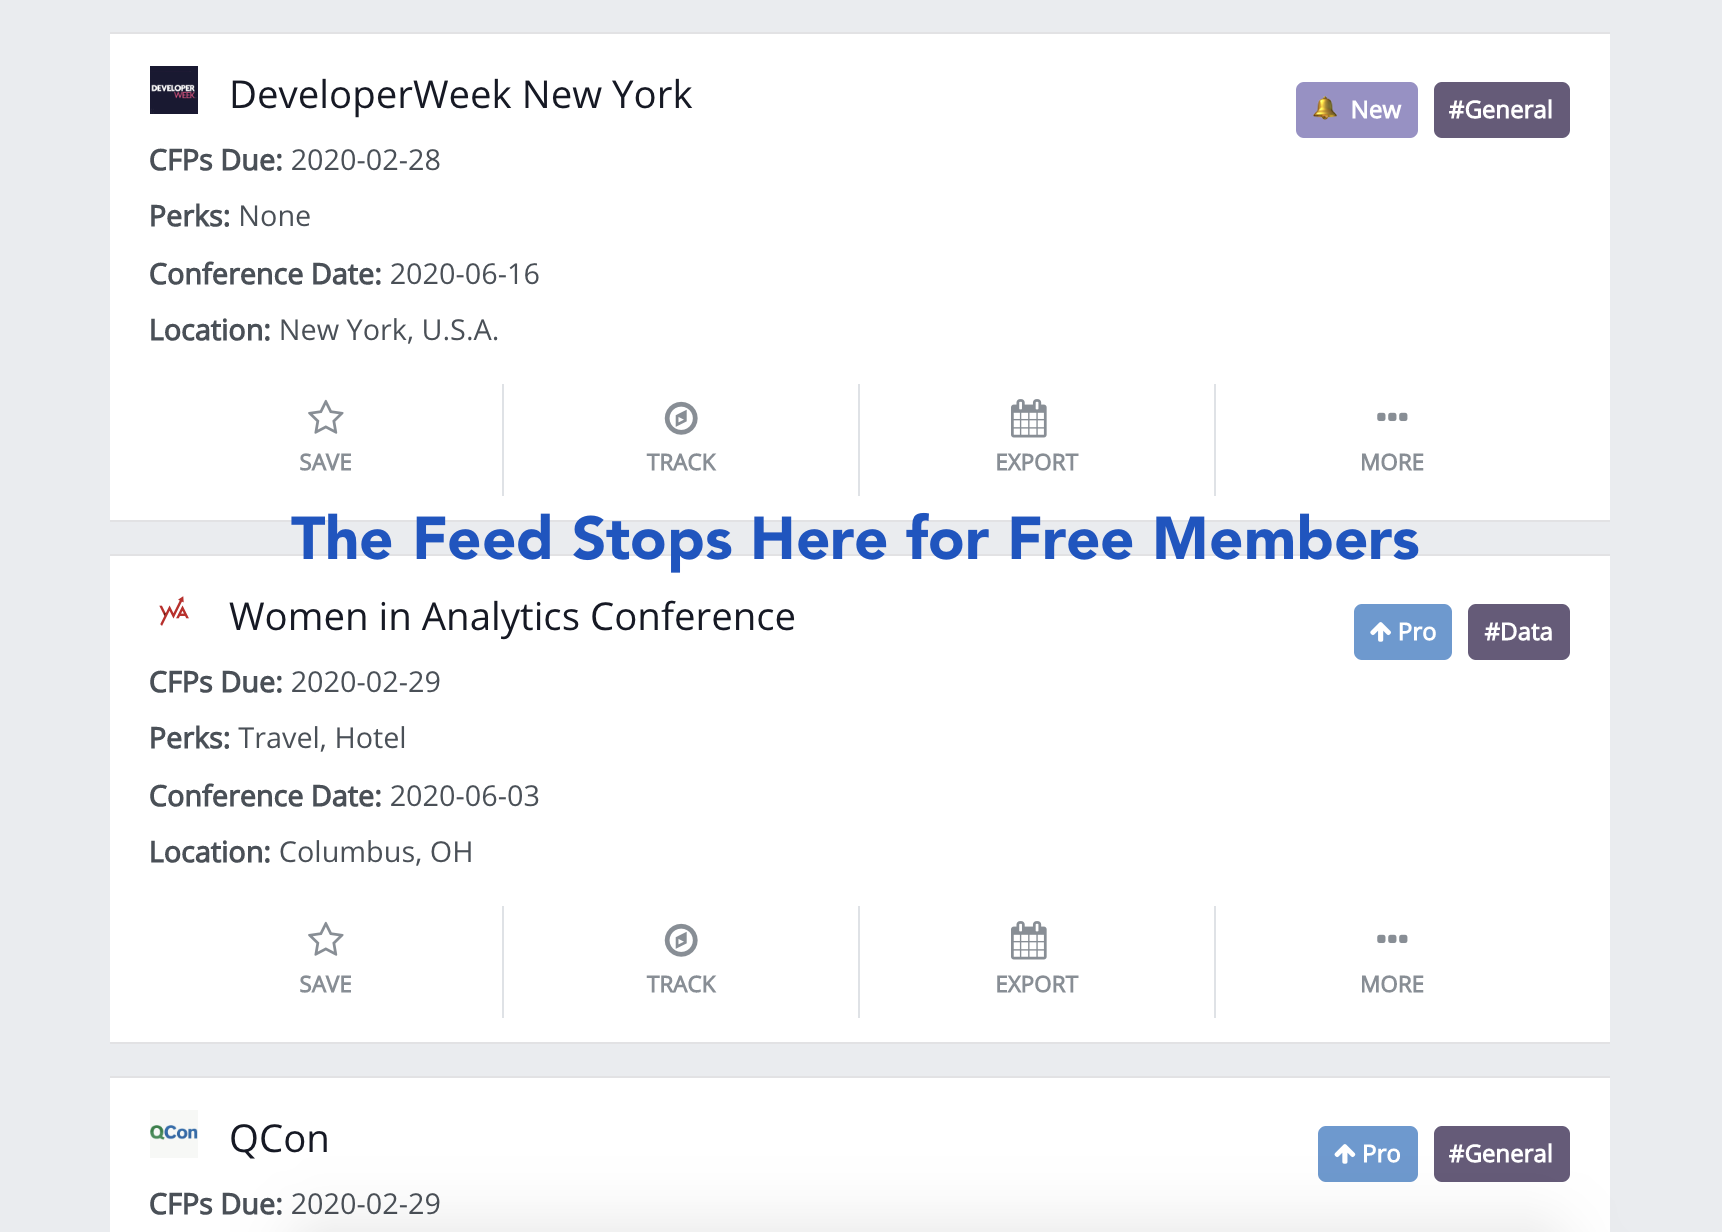 DEVELOPER
WEEK
DeveloperWeek New York
New
#General
CFPs Due: 2020-02-28
Perks: None
Conference Date: 2020-06-16
Location: New York, U.S.A.
SAVE
TRACK
EXPORT
MORE
The Feed Stops Here for Free Members
WA
Women in Analytics Conference
Pro
#Data
CFPs Due: 2020-02-29
Perks: Travel, Hotel
Conference Date: 2020-06-03
Location: Columbus, OH
SAVE
TRACK
EXPORT
MORE
QCon
QCon
Pro
#General
CFPs Due: 2020-02-29